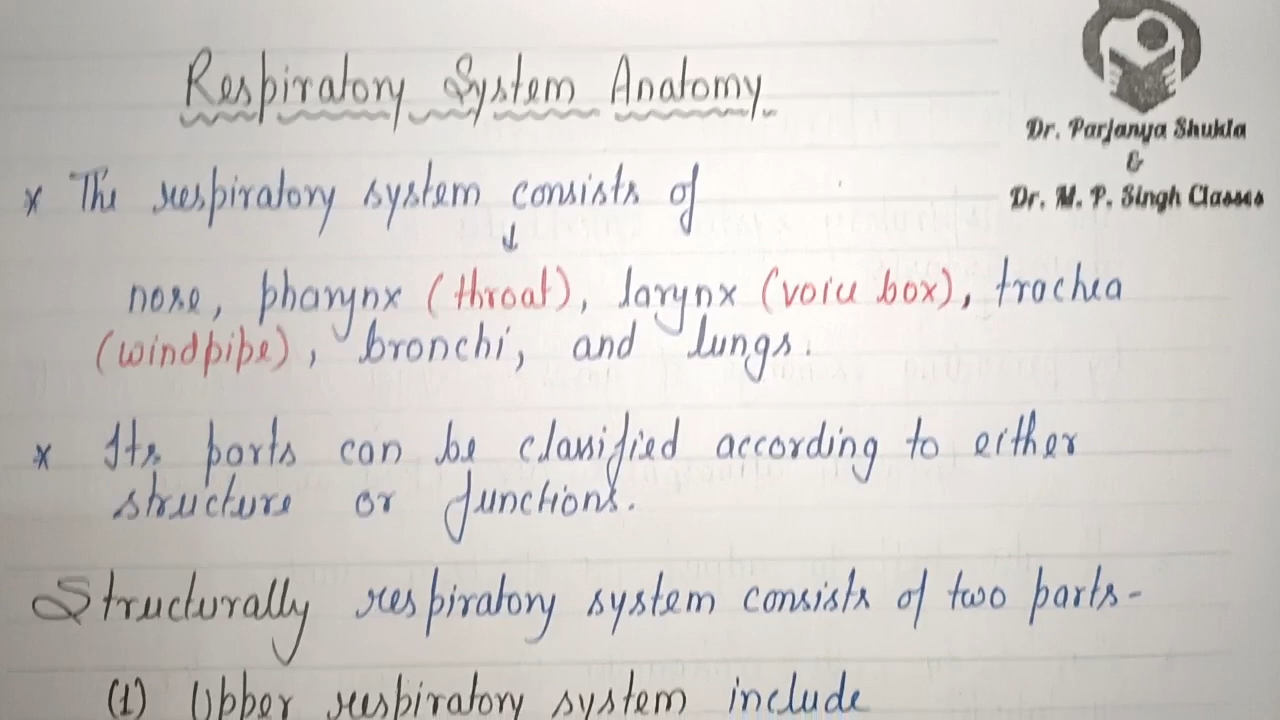 Respiratory System Anatomy
Dr. Parjanya Shukla
&
Dr. M. P. Singh Classes
* The respiratory system consists of
↓
nose, pharynx (throat), larynx (voice box), trachea
(windpipe), bronchi, and lungs.
* Its parts can be classified according to either
structure or functions.
Structurally respiratory system consists of two parts-
(1) Upper respiratory system include